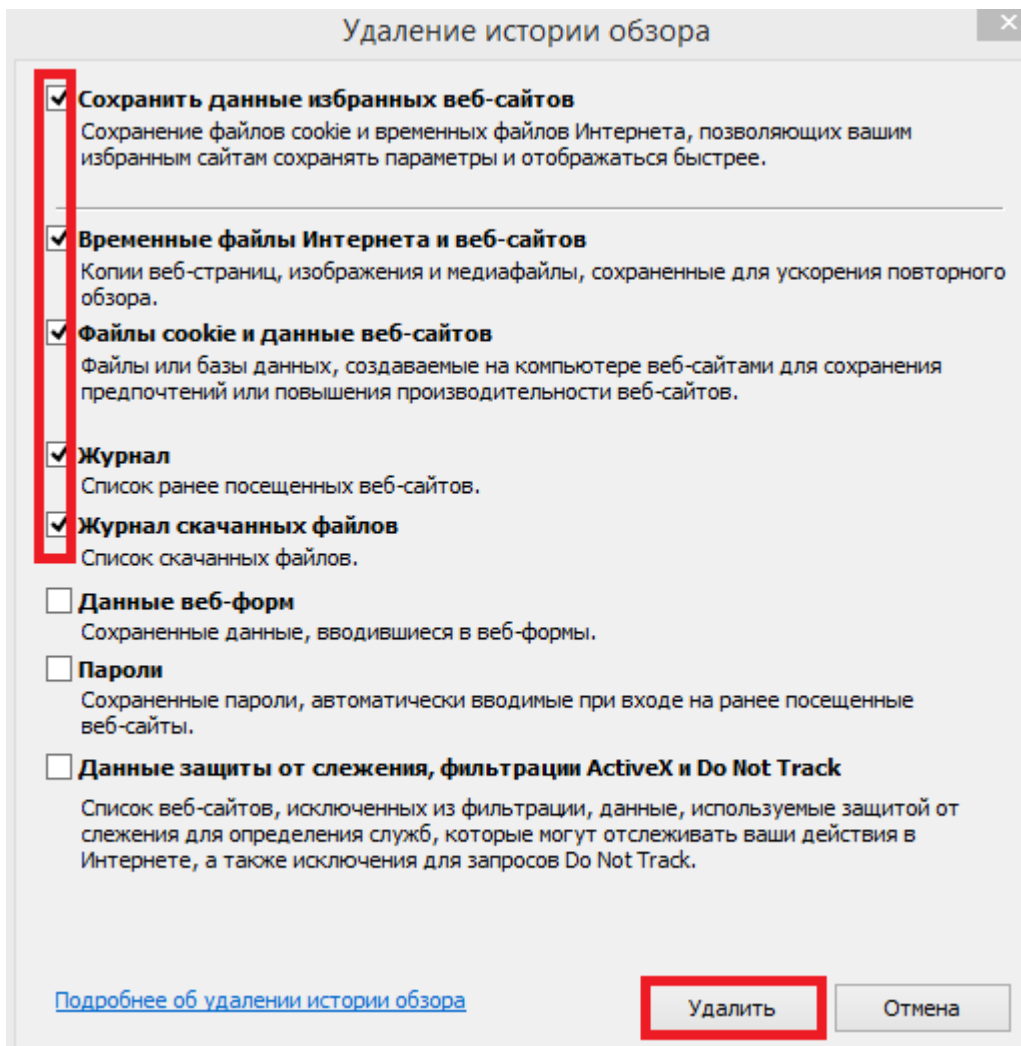 Удаление истории обзора
Сохранить данные избранных веб-сайтов
Сохранение файлов cookie и временных файлов Интернета, позволяющих вашим
избранным сайтам сохранять параметры и отображаться быстрее.
Временные файлы Интернета и веб-сайтов
Копии веб-страниц, изображения и медиафайлы, сохраненные для ускорения повторного
обзора.
Файлы cookie и данные веб-сайтов
Файлы или базы данных, создаваемые на компьютере веб-сайтами для сохранения
предпочтений или повышения производительности веб-сайтов.
Журнал
Список ранее посещенных веб-сайтов.
Журнал скачанных файлов
Список скачанных файлов.
Данные веб-форм
Сохраненные данные, вводившиеся в веб-формы.
Пароли
Сохраненные пароли, автоматически вводимые при входе на ранее посещенные
веб-сайты.
Данные защиты от слежения, фильтрации ActiveX и Do Not Track
Список веб-сайтов, исключенных из фильтрации, данные, используемые защитой от
слежения для определения служб, которые могут отслеживать ваши действия в
Интернете, а также исключения для запросов Do Not Track.
Подробнее об удалении истории обзора
Удалить
Отмена